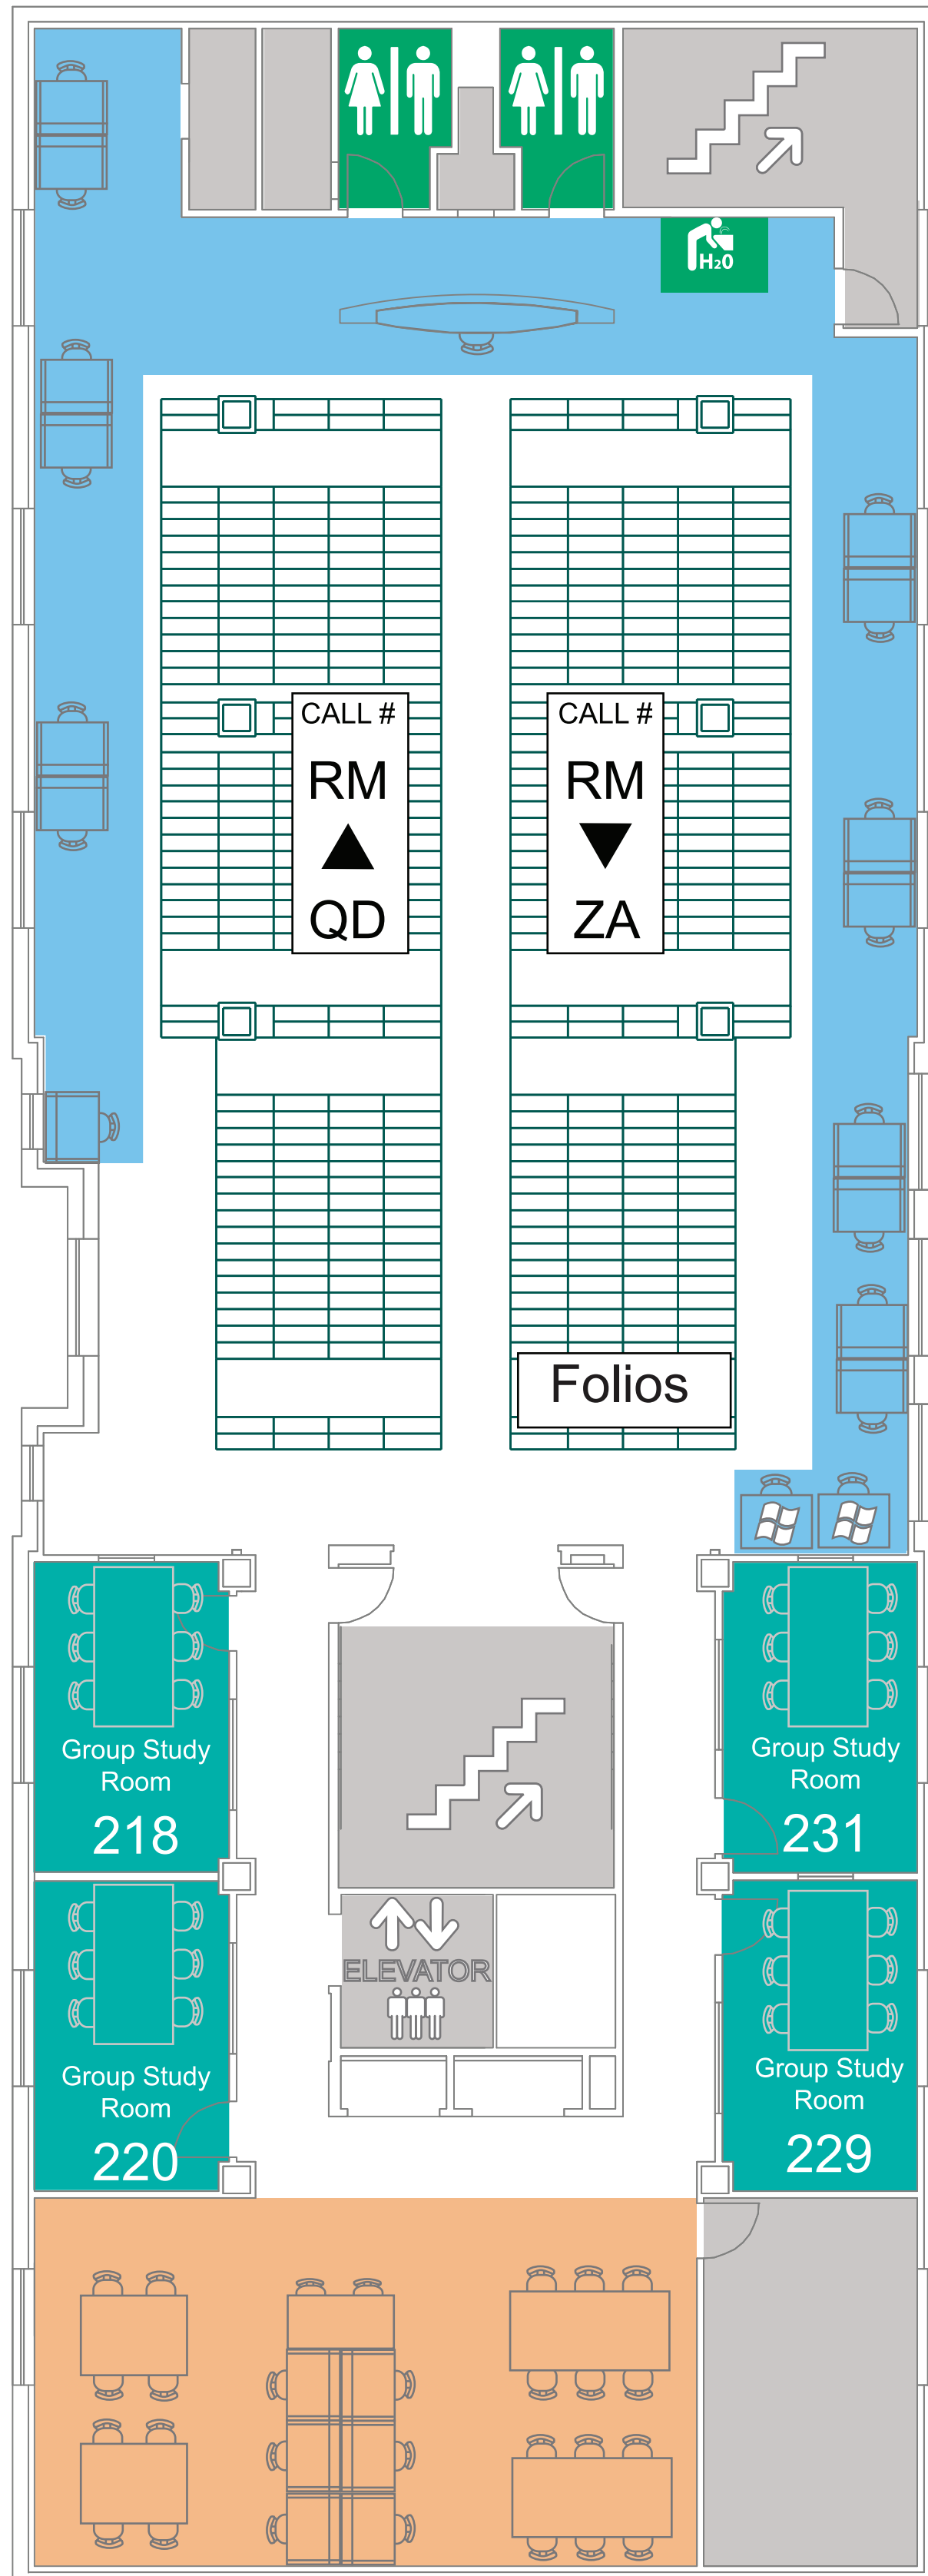 H₂0
CALL #
RM
QD
CALL #
RM
ZA
Folios
Group Study
Room
218
Group Study
Room
231
ELEVATOR
Group Study
Room
220
Group Study
Room
229